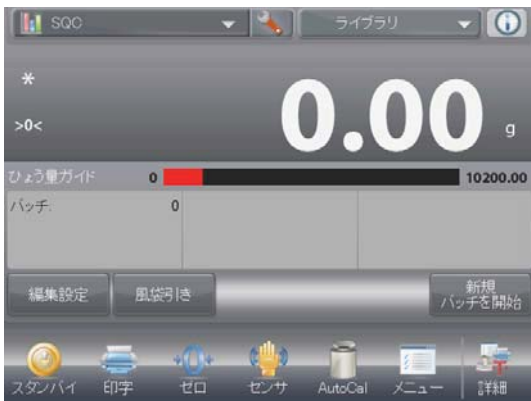 SQC ライブラリ
*
0.00 g
>0<
ひょう量ガイド 0 10200.00
バッチ: 0
編集設定 風袋引き 新規
バッチを開始
スタンバイ 印字 ゼロ センサ AutoCal メニュー 詳細